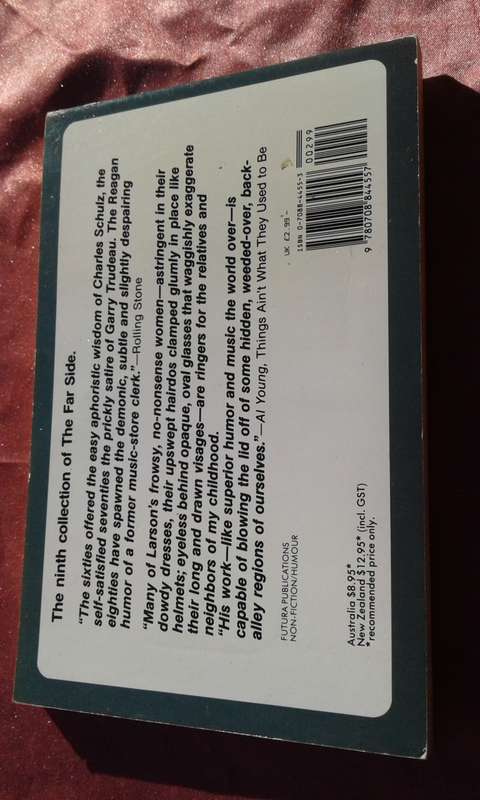 The ninth collection of The Far Side.
“The sixties offered the easy aphoristic wisdom of Charles Schulz, the
self-satisfied seventies the prickly satire of Garry Trudeau. The Reagan
eighties have spawned the demonic, subtle and slightly despairing
humor of a former music-store clerk.”—Rolling Stone
“Many of Larson's frowsy, no-nonsense women—astringent in their
dowdy dresses, their upswept hairdos clamped glumly in place like
helmets; eyeless behind opaque, oval glasses that waggishly exaggerate
their long and drawn visages—are ringers for the relatives and
neighbors of my childhood.
“His work—like superior humor and music the world over—is
capable of blowing the lid off of some hidden, weeded-over, back-
alley regions of ourselves.”—Al Young, Things Ain't What They Used to Be
FUTURA PUBLICATIONS
NON-FICTION/HUMOUR
UK £2.99
ISBN 0-7088-4455-3
00299
9 780708 844557
Australia $8.95*
New Zealand $12.95* (incl. GST)
*recommended price only.